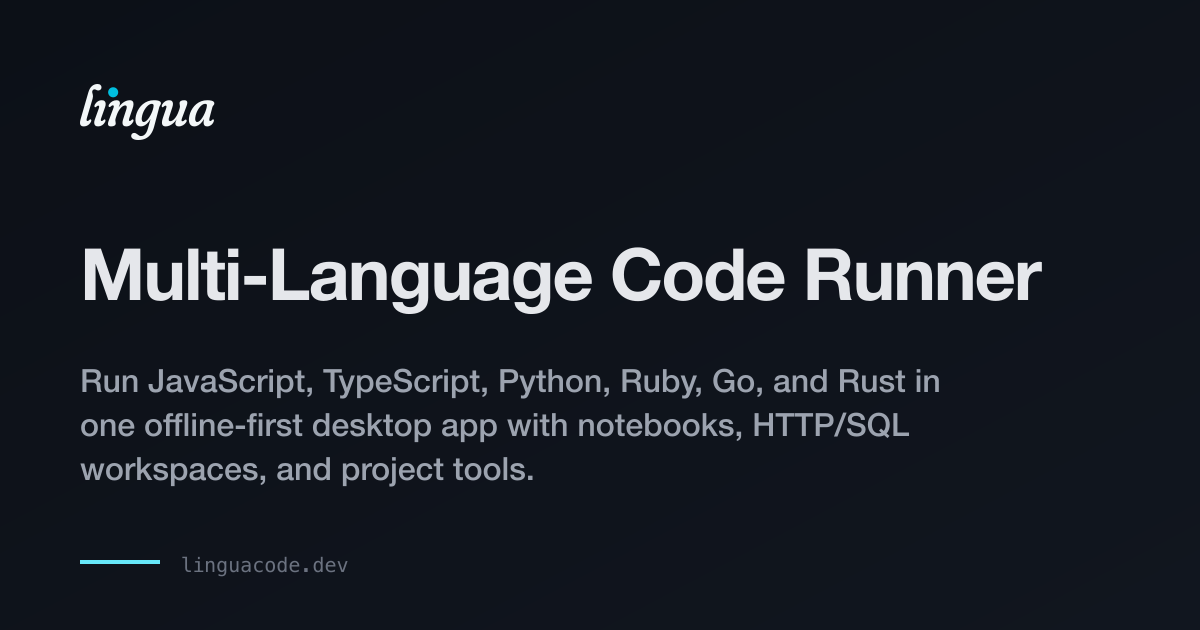 lingua
Multi-Language Code Runner
Run JavaScript, TypeScript, Python, Ruby, Go, and Rust in
one offline-first desktop app with notebooks, HTTP/SQL
workspaces, and project tools.
linguacode.dev